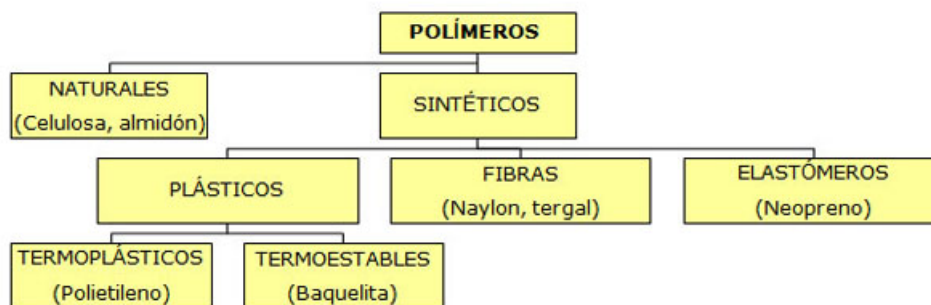 POLÍMEROS
NATURALES
(Celulosa, almidón)
SINTÉTICOS
PLÁSTICOS
FIBRAS
(Naylon, tergal)
ELASTÓMEROS
(Neopreno)
TERMOPLÁSTICOS
(Polietileno)
TERMOESTABLES
(Baquelita)